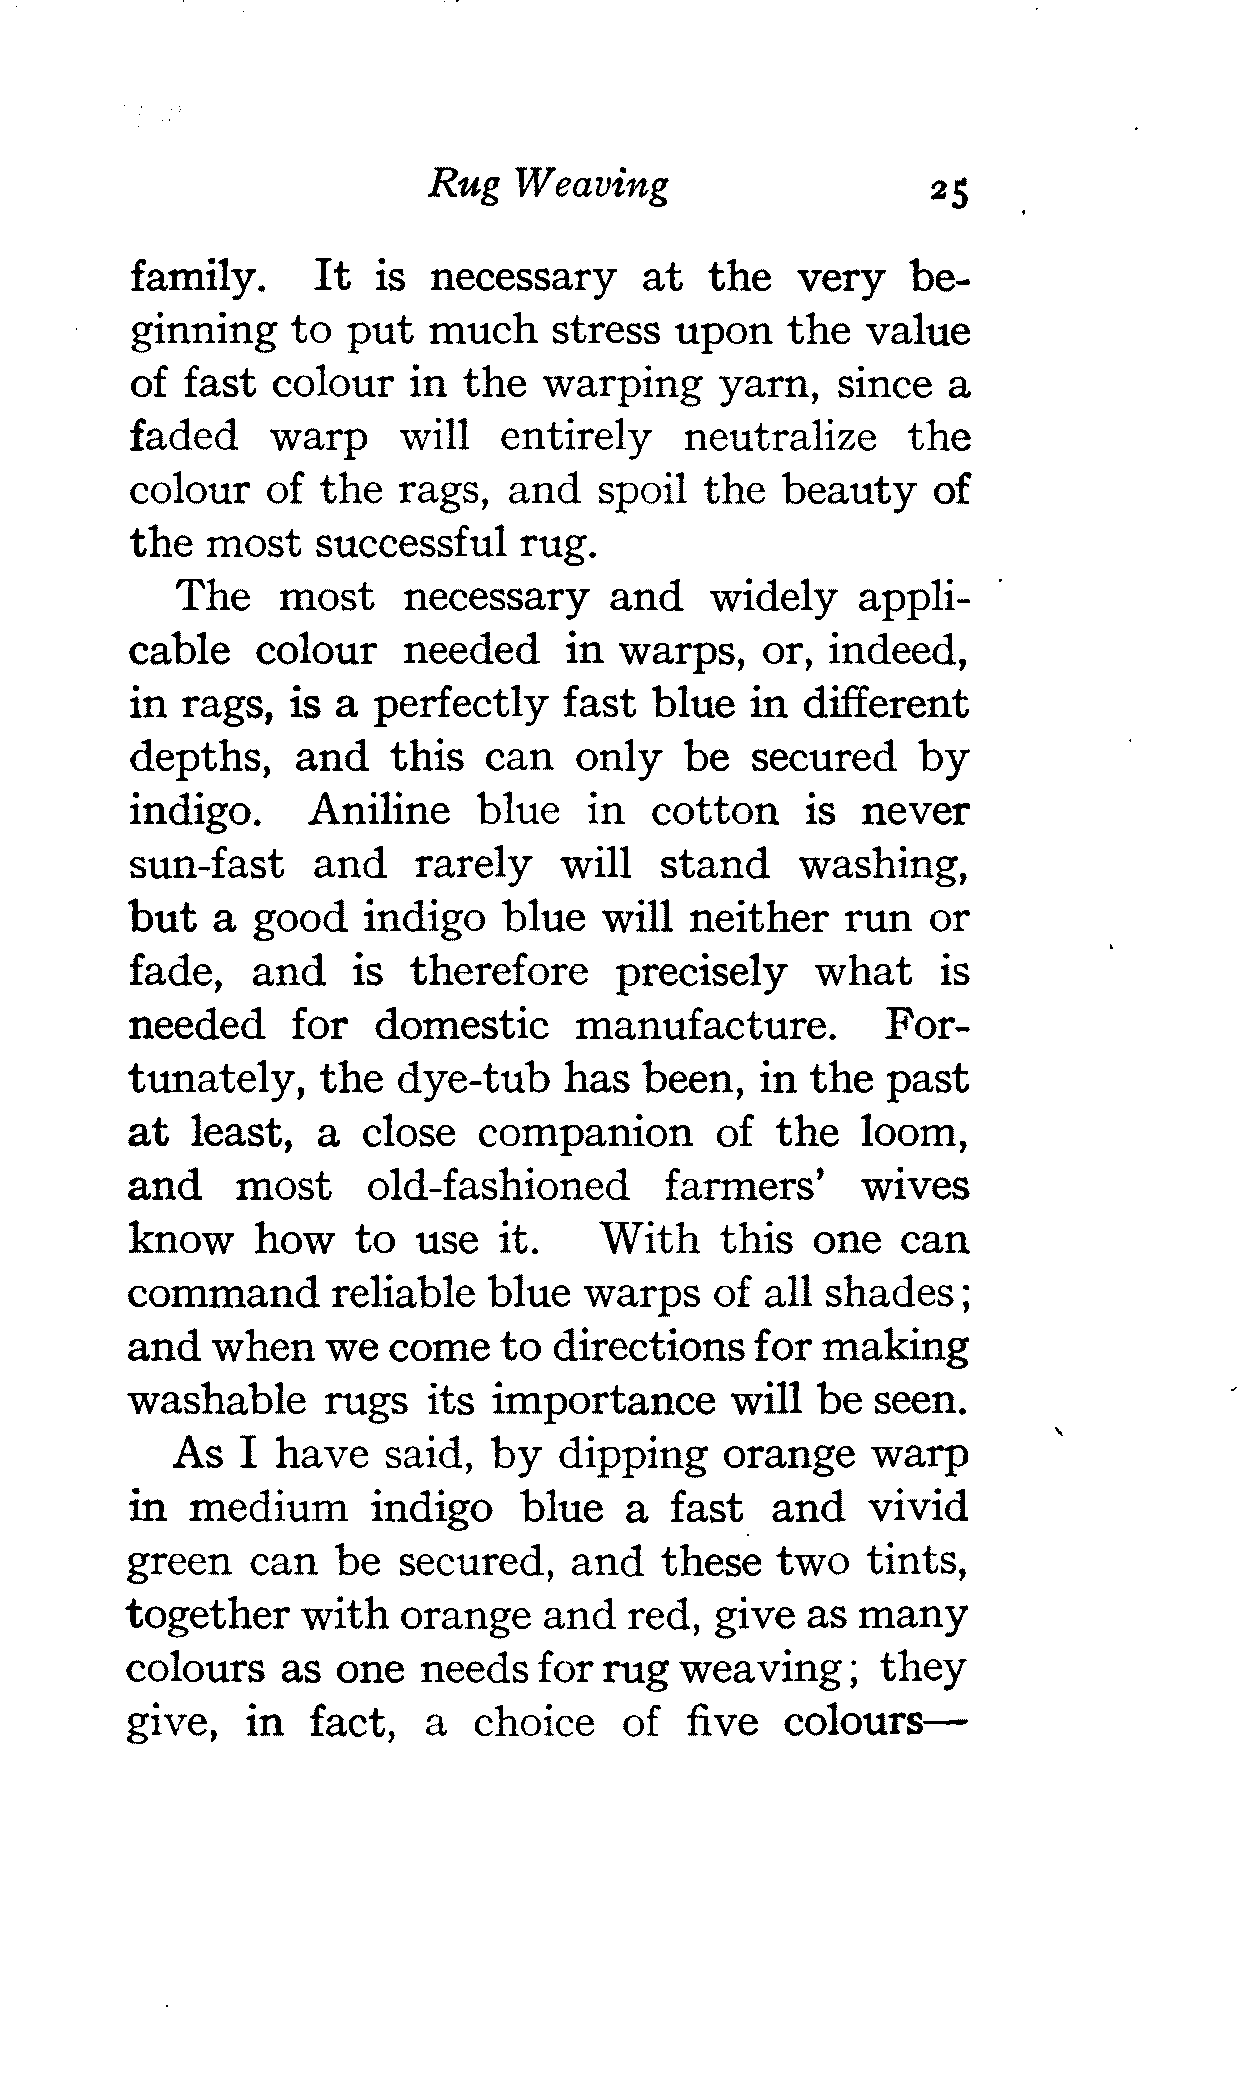 Rug Weaving 25
family. It is necessary at the very be-
ginning to put much stress upon the value
of fast colour in the warping yarn, since a
faded warp will entirely neutralize the
colour of the rags, and spoil the beauty of
the most successful rug.
The most necessary and widely appli-
cable colour needed in warps, or, indeed,
in rags, is a perfectly fast blue in different
depths, and this can only be secured by
indigo. Aniline blue in cotton is never
sun-fast and rarely will stand washing,
but a good indigo blue will neither run or
fade, and is therefore precisely what is
needed for domestic manufacture. For-
tunately, the dye-tub has been, in the past
at least, a close companion of the loom,
and most old-fashioned farmers' wives
know how to use it. With this one can
command reliable blue warps of all shades;
and when we come to directions for making
washable rugs its importance will be seen.
As I have said, by dipping orange warp
in medium indigo blue a fast and vivid
green can be secured, and these two tints,
together with orange and red, give as many
colours as one needs for rug weaving; they
give, in fact, a choice of five colours—